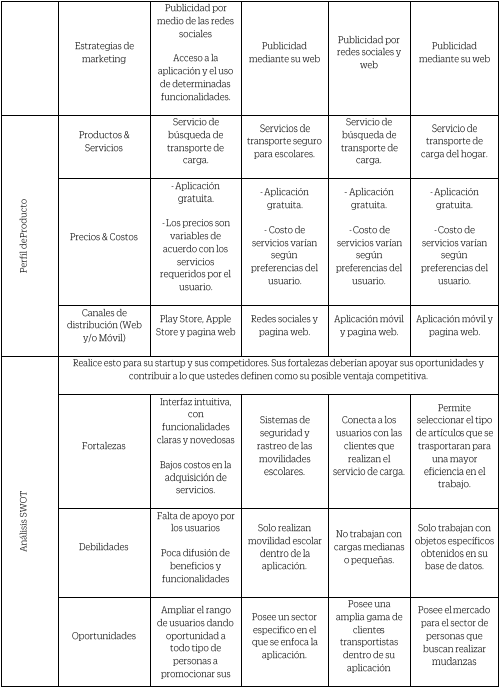 Estrategias de
marketing
Publicidad por
medio de las redes
sociales
Acceso a la
aplicación y el uso
de determinadas
funcionalidades.
Publicidad
mediante su web
Publicidad por
redes sociales y
web
Publicidad
mediante su web
Perfil deProducto
Productos &
Servicios
Servicio de
búsqueda de
transporte de
carga.
Servicios de
transporte seguro
para escolares.
Servicio de
búsqueda de
transporte de
carga.
Servicio de
transporte de
carga del hogar.
Precios & Costos
-Aplicación
gratuita.
-Los precios son
variables de
acuerdo con los
servicios
requeridos por el
usuario.
-Aplicación
gratuita.
-Costo de
servicios varían
según
preferencias del
usuario.
-Aplicación
gratuita.
-Costo de
servicios varían
según
preferencias del
usuario.
-Aplicación
gratuita.
-Costo de
servicios varían
según
preferencias del
usuario.
Canales de
distribución (Web
y/o Móvil)
Play Store, Apple
Store y pagina web
Redes sociales y
pagina web.
Aplicación móvil
y pagina web.
Aplicación móvil y
pagina web.
Análisis SWOT
Realice esto para su startup y sus competidores. Sus fortalezas deberían apoyar sus oportunidades y
contribuir a lo que ustedes definen como su posible ventaja competitiva.
Fortalezas
Interfaz intuitiva,
con
funcionalidades
claras y novedosas
Bajos costos en la
adquisición de
servicios.
Sistemas de
seguridad y
rastreo de las
movilidades
escolares.
Conecta a los
usuarios con las
clientes que
realizan el
servicio de carga.
Permite
seleccionar el tipo
de artículos que se
trasportaran para
una mayor
eficiencia en el
trabajo.
Debilidades
Falta de apoyo por
los usuarios
Poca difusión de
beneficios y
funcionalidades
Solo realizan
movilidad escolar
dentro de la
aplicación.
No trabajan con
cargas medianas
o pequeñas.
Solo trabajan con
objetos específicos
obtenidos en su
base de datos.
Oportunidades
Ampliar el rango
de usuarios dando
oportunidad a
todo tipo de
personas a
promocionar sus
Posee un sector
especifico en el
que se enfoca la
aplicación.
Posee una
amplia gama de
clientes
transportistas
dentro de su
aplicación
Posee el mercado
para el sector de
personas que
buscan realizar
mudanzas